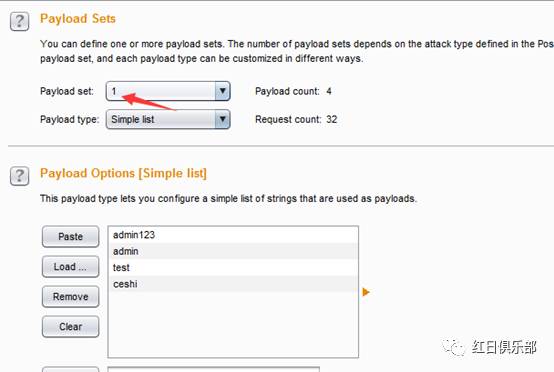 Payload Sets
You can define one or more payload sets. The number of payload sets depends on the attack type defined in the Pos
payload set, and each payload type can be customized in different ways.
Payload set: 1 Payload count: 4
Payload type: Simple list Request count: 32
Payload Options [Simple list]
This payload type lets you configure a simple list of strings that are used as payloads.
Paste
Load ...
Remove
Clear
admin123
admin
test
ceshi
红日俱乐部